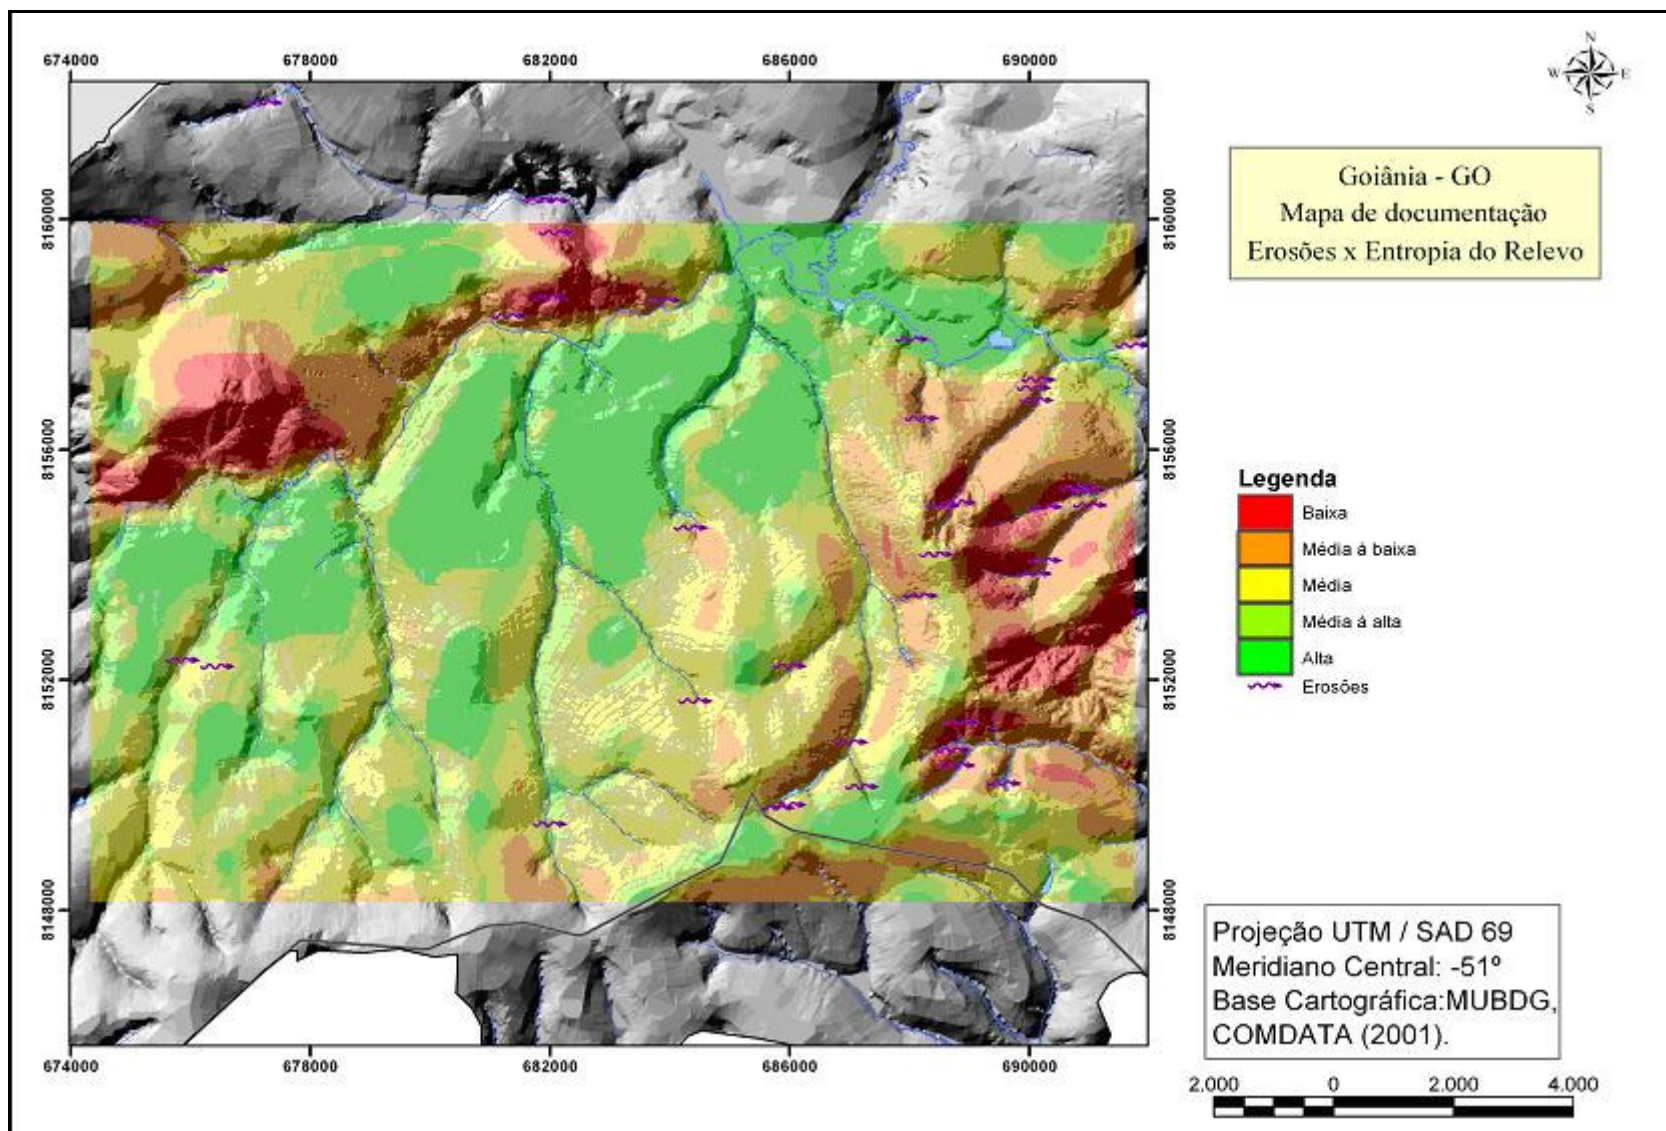 674000
678000
682000
686000
690000
N
W
E
S
8160000
8160000
8156000
8156000
8152000
8152000
8148000
8148000
Goiânia - GO
Mapa de documentação
Erosões x Entropia do Relevo
Legenda
Baixa
Média à baixa
Média
Média à alta
Alta
Erosões
Projeção UTM / SAD 69
Meridiano Central: -51º
Base Cartográfica:MUBDG,
COMDATA (2001).
674000
678000
682000
686000
690000
2.000 0 2.000 4.000